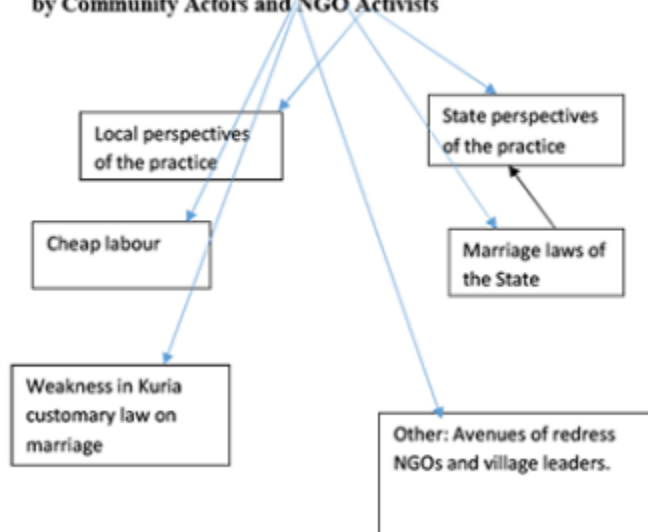 by Community Actors and NGO Activists
Local perspectives
of the practice
State perspectives
of the practice
Cheap labour
Marriage laws of
the State
Weakness in Kuria
customary law on
marriage
Other: Avenues of redress
NGOs and village leaders.